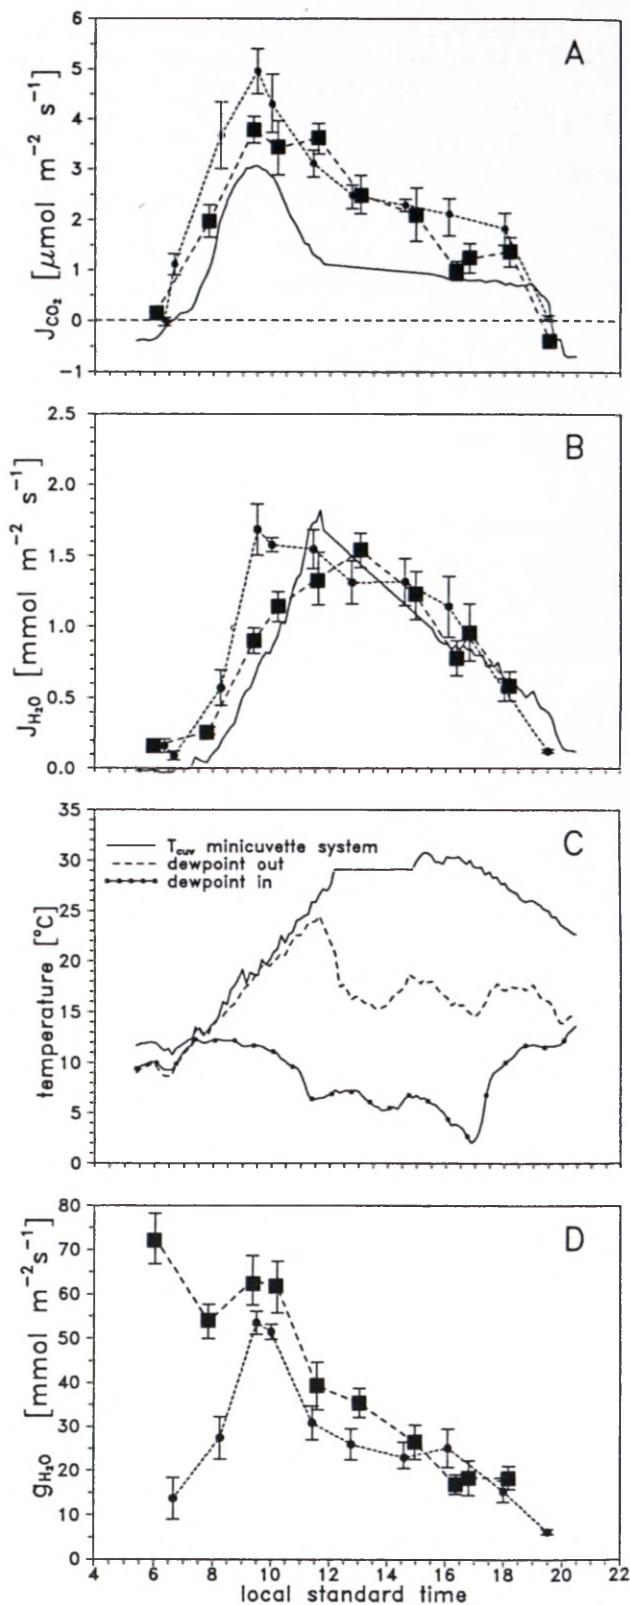 6
5
4
3
2
1
0
−1
J_CO₂ [μmol m⁻² s⁻¹]
A
2.5
2.0
1.5
1.0
0.5
0.0
J_H₂O [mmol m⁻² s⁻¹]
B
35
30
25
20
15
10
5
0
temperature [°C]
C
T_cuv minicuvette system
dewpoint out
dewpoint in
80
70
60
50
40
30
20
10
0
g_H₂O [mmol m⁻²s⁻¹]
D
4 6 8 10 12 14 16 18 20 22
local standard time